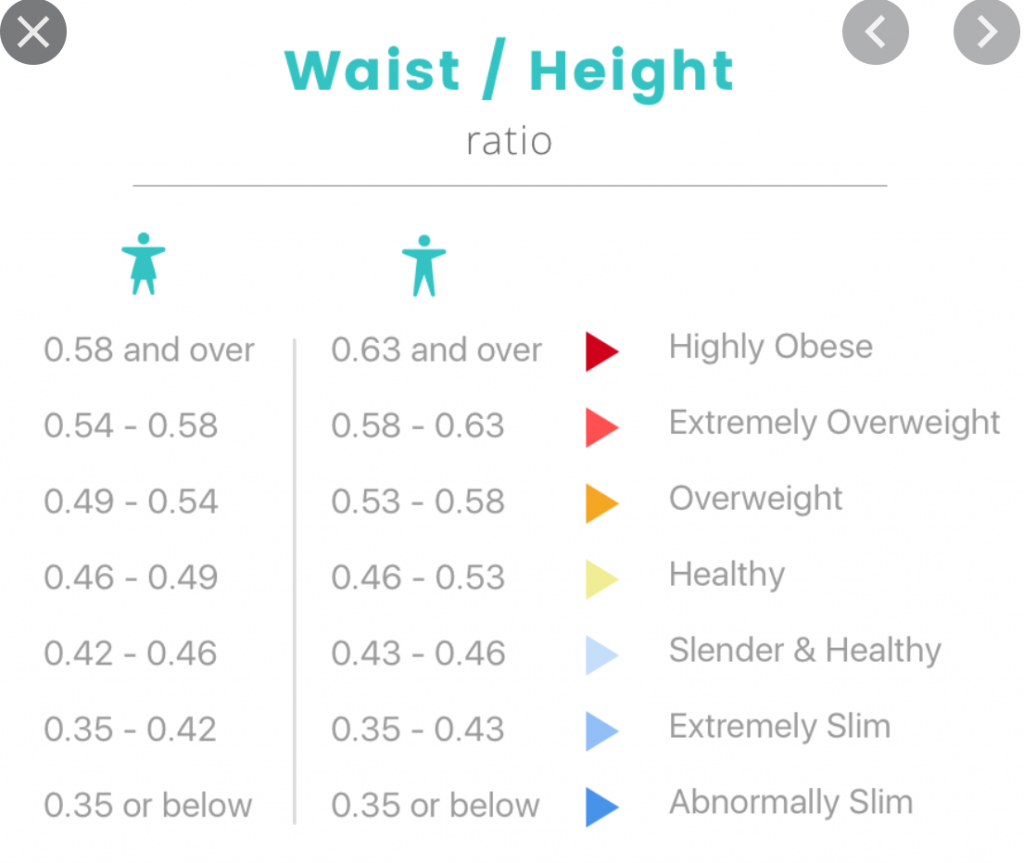 Waist / Height
ratio
0.58 and over 0.63 and over Highly Obese
0.54 - 0.58 0.58 - 0.63 Extremely Overweight
0.49 - 0.54 0.53 - 0.58 Overweight
0.46 - 0.49 0.46 - 0.53 Healthy
0.42 - 0.46 0.43 - 0.46 Slender & Healthy
0.35 - 0.42 0.35 - 0.43 Extremely Slim
0.35 or below 0.35 or below Abnormally Slim